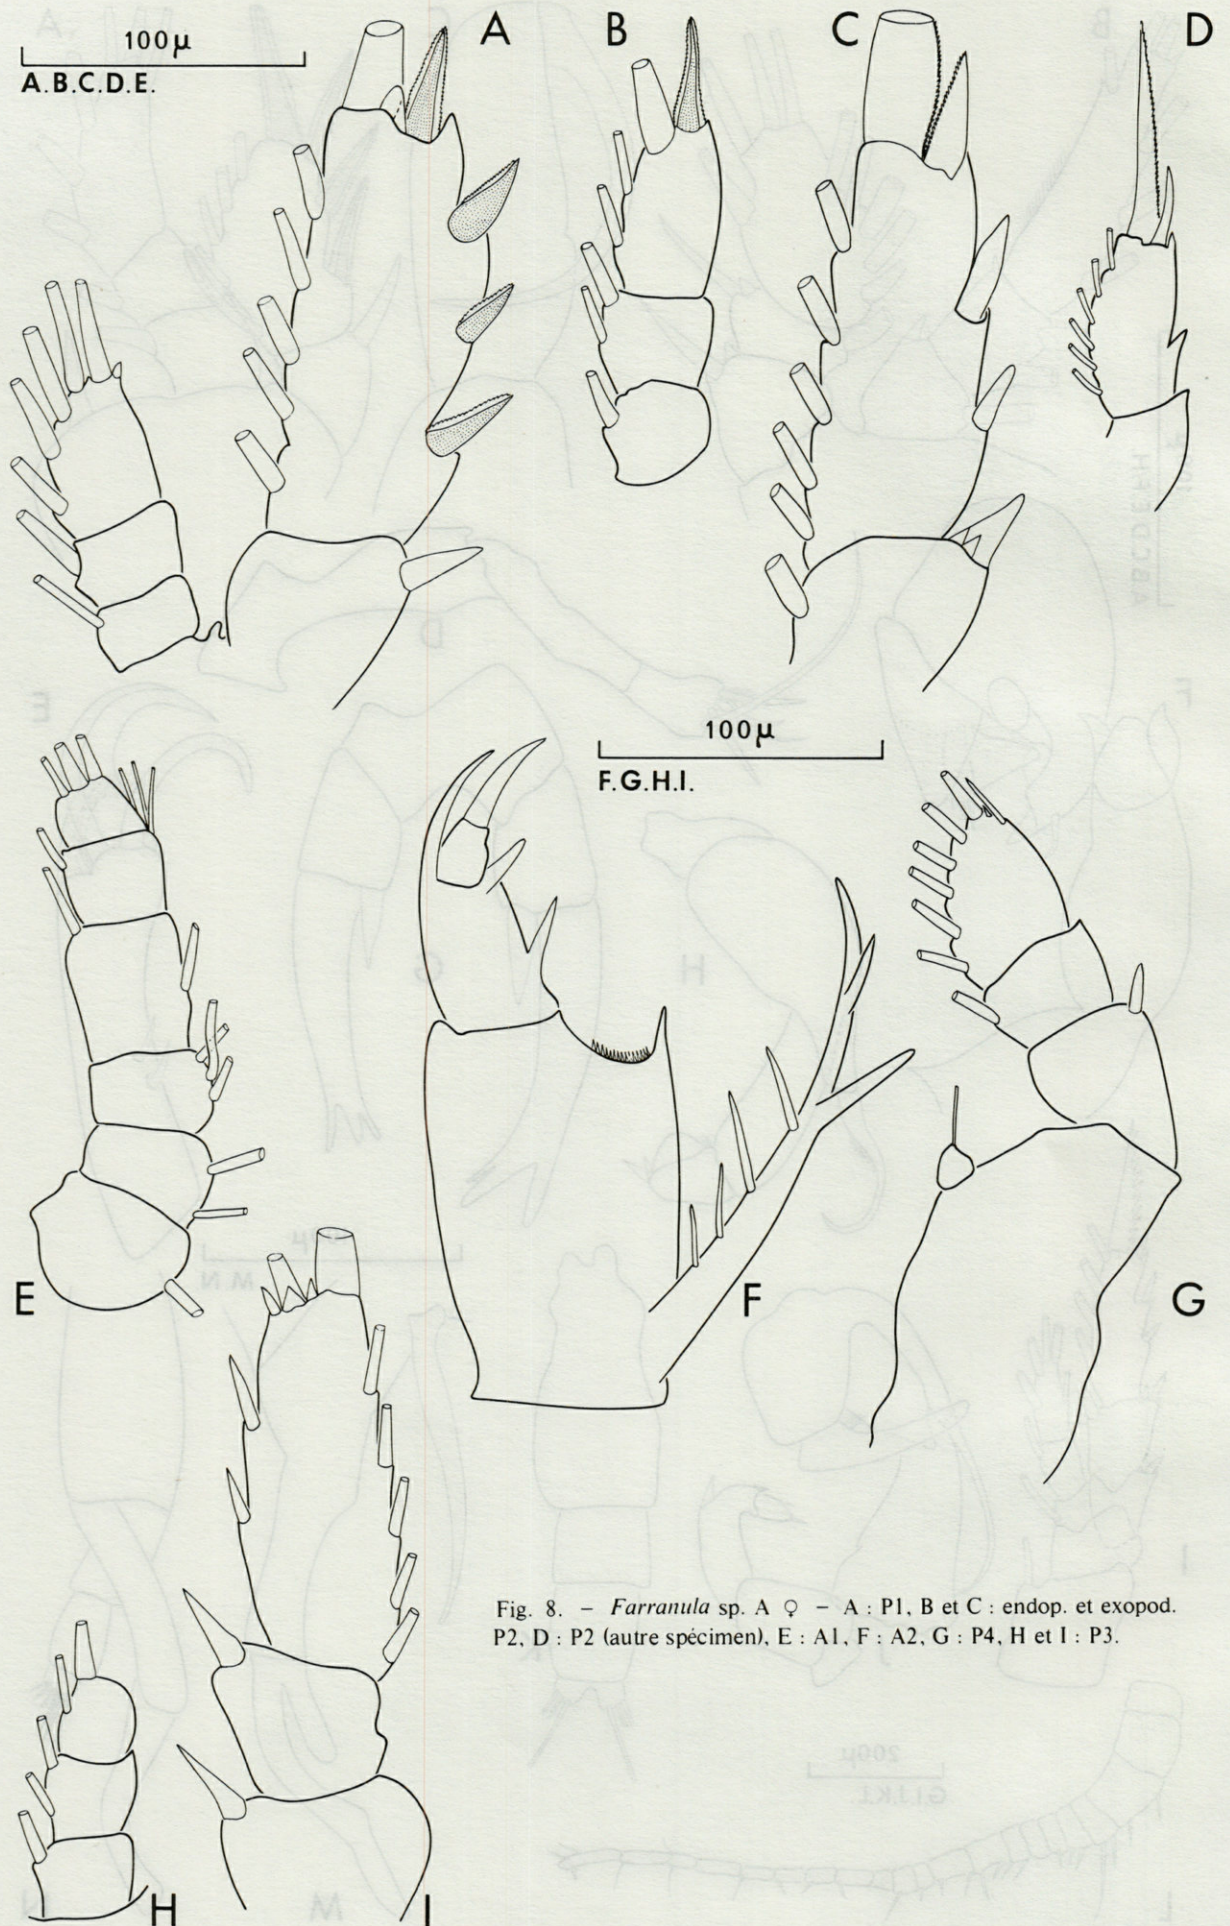 A
B
C
D
100µ
A.B.C.D.E.
100µ
F.G.H.I.
E
F
G
Fig. 8. – Farranula sp. A ♀ – A : P1, B et C : endop. et exopod.
P2, D : P2 (autre spécimen), E : A1, F : A2, G : P4, H et I : P3.
H
I